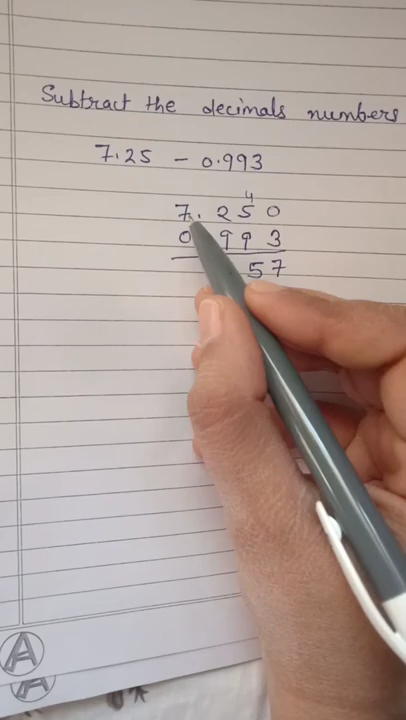 Subtract the decimals numbers
7.25 - 0.993
4
7.250
0 993
57
A
A